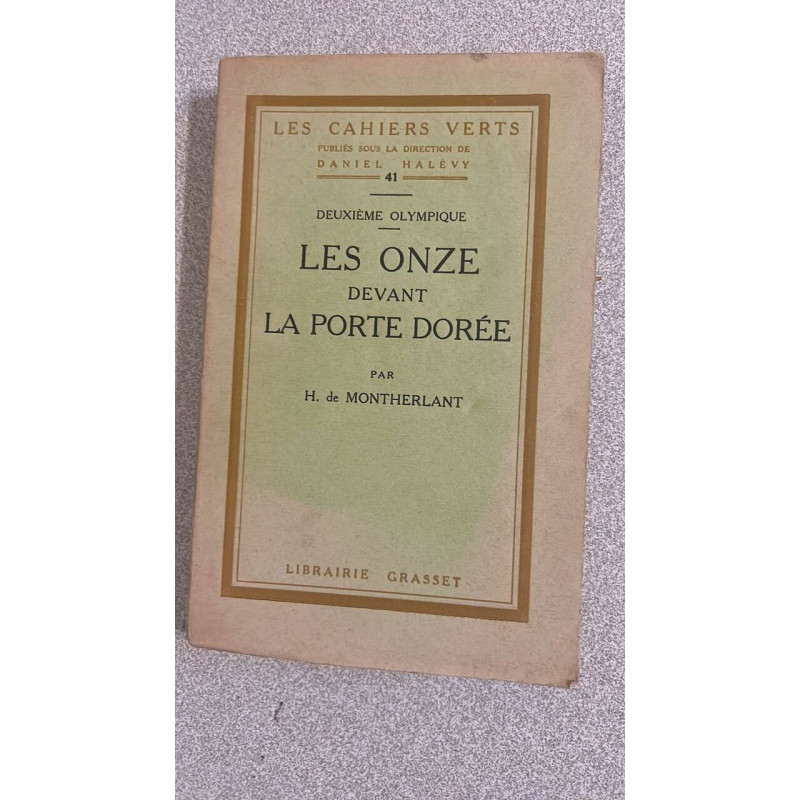 LES CAHIERS VERTS
PUBLIÉS SOUS LA DIRECTION DE
DANIEL HALÉVY
41
DEUXIÈME OLYMPIQUE
LES ONZE
DEVANT
LA PORTE DORÉE
PAR
H. de MONTHERLANT
LIBRAIRIE GRASSET